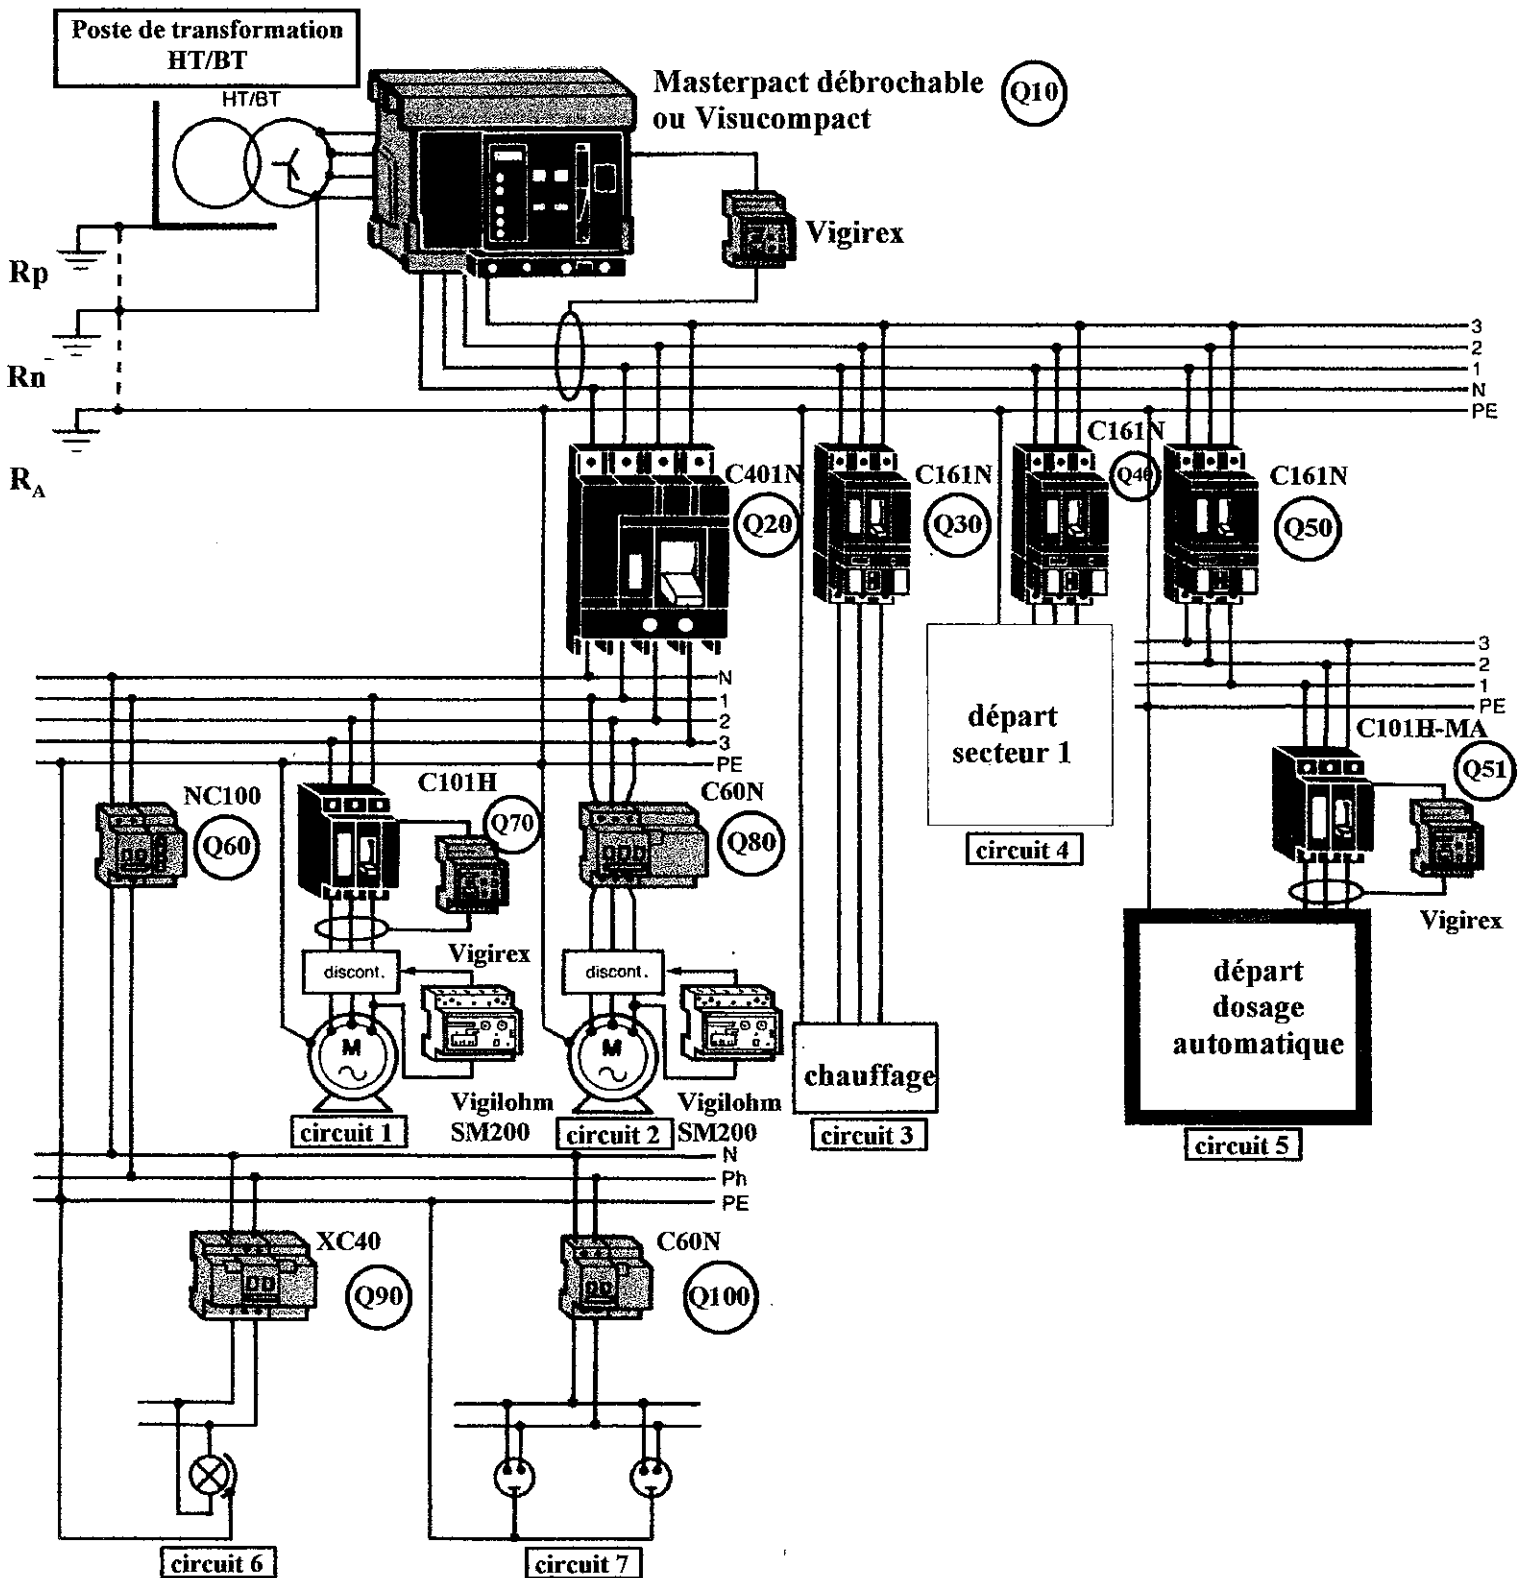 Poste de transformation
HT/BT
HT/BT
Masterpact débrochable
ou Visucompact
Q10
Vigirex
Rp
Rn
R_A
3
2
1
N
PE
C401N
Q20
C161N
Q30
C161N
Q40
C161N
Q50
N
1
2
3
PE
3
2
1
PE
départ
secteur 1
circuit 4
NC100
Q60
C101H
Q70
C60N
Q80
C101H-MA
Q51
Vigirex
discont.
M
Vigilohm
SM200
circuit 1
discont.
M
Vigilohm
SM200
circuit 2
chauffage
circuit 3
Vigirex
départ
dosage
automatique
circuit 5
N
Ph
PE
XC40
Q90
C60N
Q100
circuit 6
circuit 7